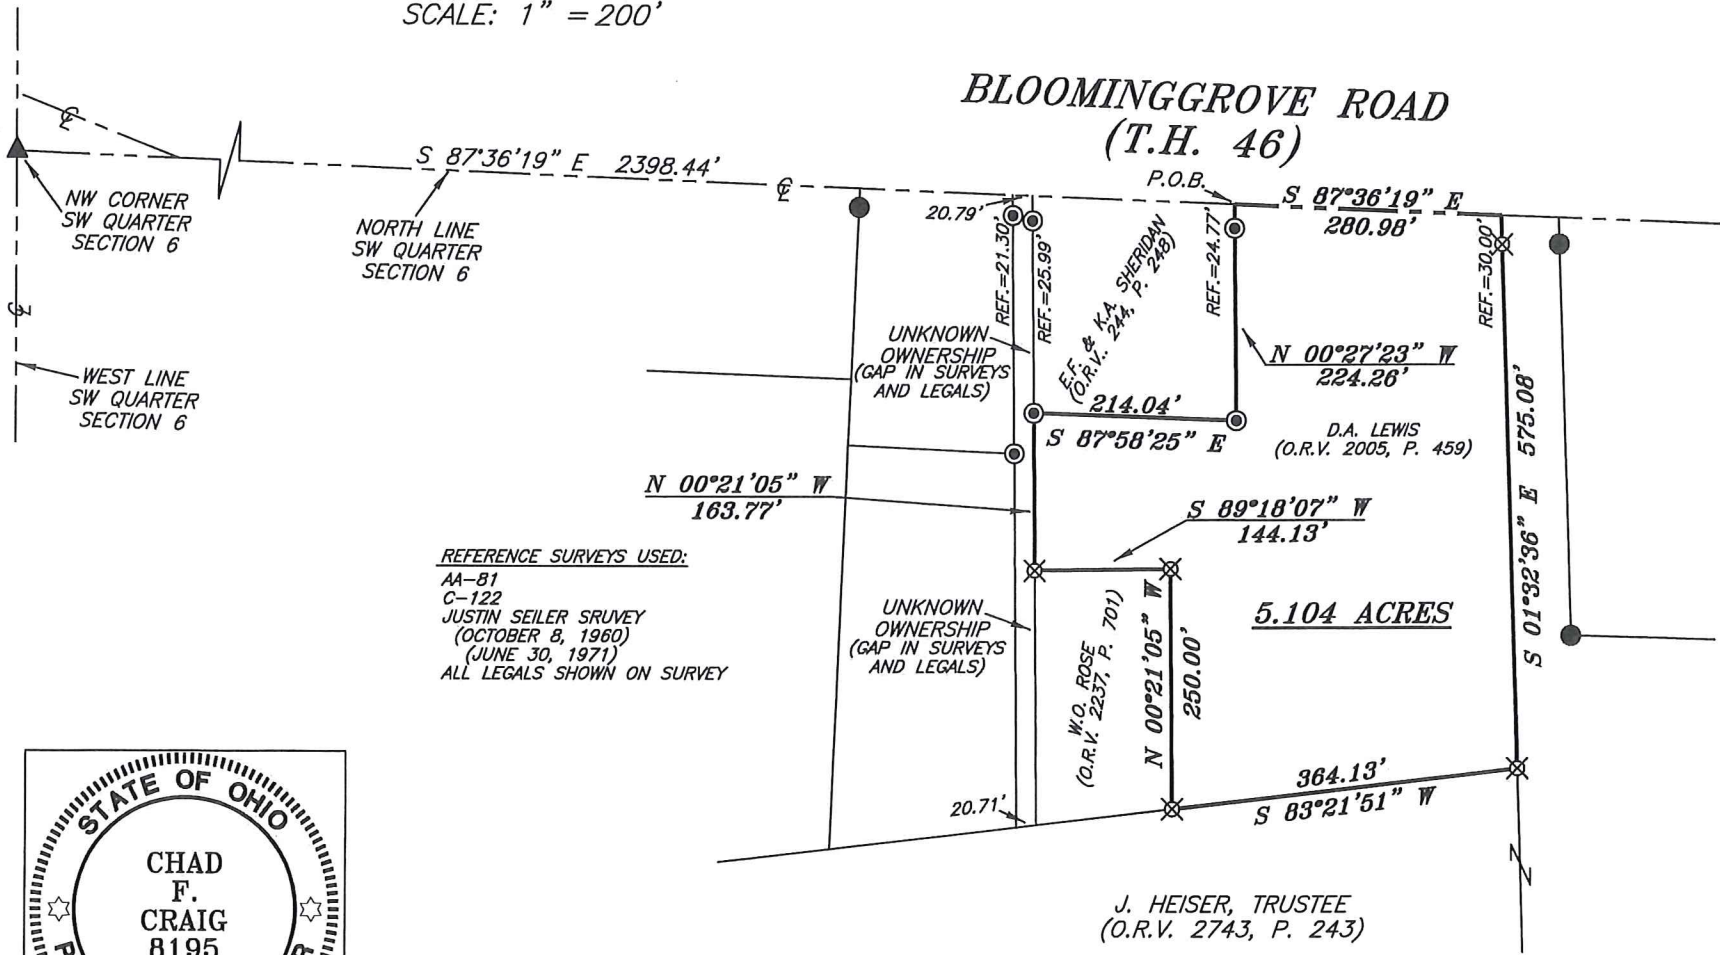 SCALE: 1" = 200'
BLOOMINGGROVE ROAD
(T.H. 46)
S 87°36'19" E 2398.44'
NW CORNER
SW QUARTER
SECTION 6
NORTH LINE
SW QUARTER
SECTION 6
WEST LINE
SW QUARTER
SECTION 6
P.O.B.
S 87°36'19" E
280.98'
20.79'
REF.=21.30'
REF.=25.99'
E.F. & K.A. SHERIDAN
(O.R.V. 244, P. 248)
REF.=24.77'
REF.=30.00'
UNKNOWN
OWNERSHIP
(GAP IN SURVEYS
AND LEGALS)
N 00°27'23" W
224.26'
214.04'
S 87°58'25" E
D.A. LEWIS
(O.R.V. 2005, P. 459)
S 01°32'36" E 575.08'
N 00°21'05" W
163.77'
S 89°18'07" W
144.13'
REFERENCE SURVEYS USED:
AA-81
C-122
JUSTIN SEILER SRUVEY
(OCTOBER 8, 1960)
(JUNE 30, 1971)
ALL LEGALS SHOWN ON SURVEY
UNKNOWN
OWNERSHIP
(GAP IN SURVEYS
AND LEGALS)
W.O. ROSE
(O.R.V. 2237, P. 701)
N 00°21'05" W
250.00'
5.104 ACRES
20.71'
364.13'
S 83°21'51" W
J. HEISER, TRUSTEE
(O.R.V. 2743, P. 243)
STATE OF OHIO
CHAD
F.
CRAIG
8195